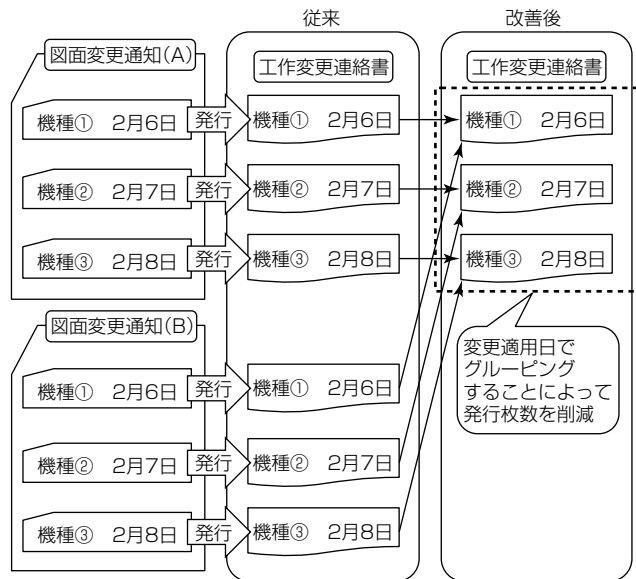 従来
改善後
図面変更通知(A)
工作変更連絡書
工作変更連絡書
機種① 2月6日
発行
機種① 2月6日
機種① 2月6日
機種② 2月7日
発行
機種② 2月7日
機種② 2月7日
機種③ 2月8日
発行
機種③ 2月8日
機種③ 2月8日
図面変更通知(B)
変更適用日で
グルーピング
することによって
発行枚数を削減
機種① 2月6日
発行
機種① 2月6日
機種② 2月7日
発行
機種② 2月7日
機種③ 2月8日
発行
機種③ 2月8日